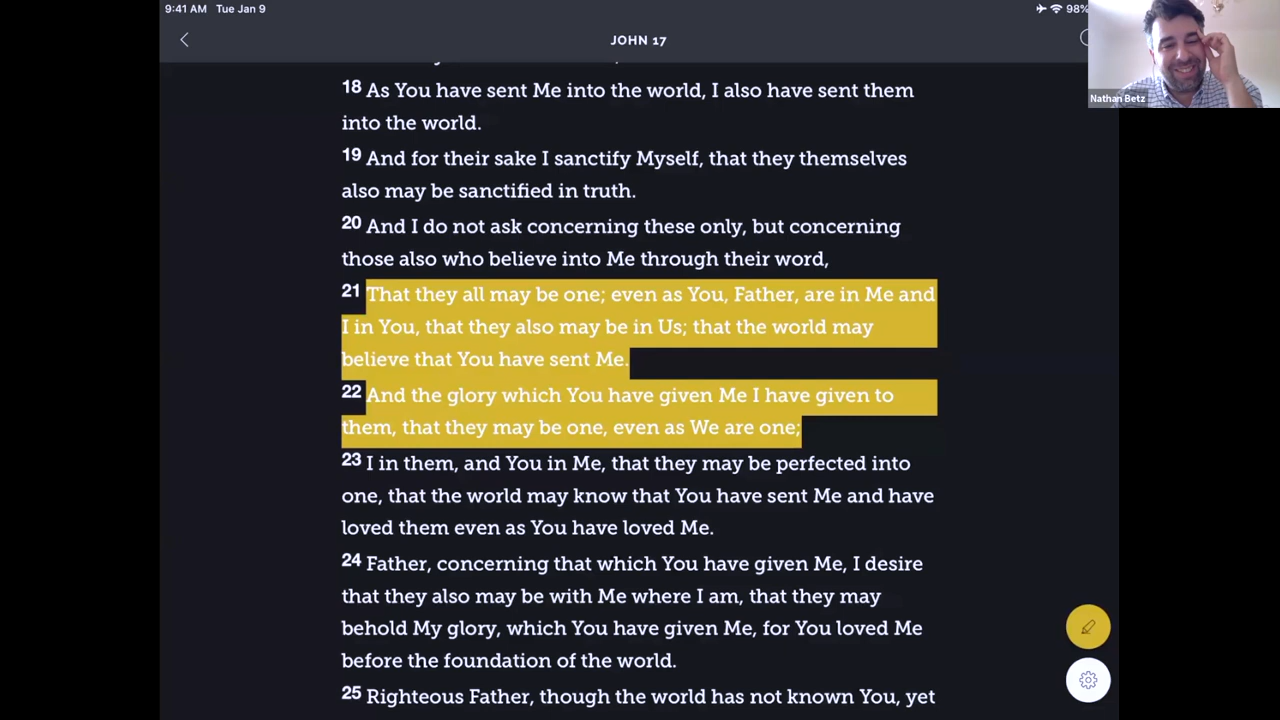 9:41 AM Tue Jan 9
98%
JOHN 17
Nathan Betz
18 As You have sent Me into the world, I also have sent them
into the world.
19 And for their sake I sanctify Myself, that they themselves
also may be sanctified in truth.
20 And I do not ask concerning these only, but concerning
those also who believe into Me through their word,
21 That they all may be one; even as You, Father, are in Me and
I in You, that they also may be in Us; that the world may
believe that You have sent Me.
22 And the glory which You have given Me I have given to
them, that they may be one, even as We are one;
23 I in them, and You in Me, that they may be perfected into
one, that the world may know that You have sent Me and have
loved them even as You have loved Me.
24 Father, concerning that which You have given Me, I desire
that they also may be with Me where I am, that they may
behold My glory, which You have given Me, for You loved Me
before the foundation of the world.
25 Righteous Father, though the world has not known You, yet